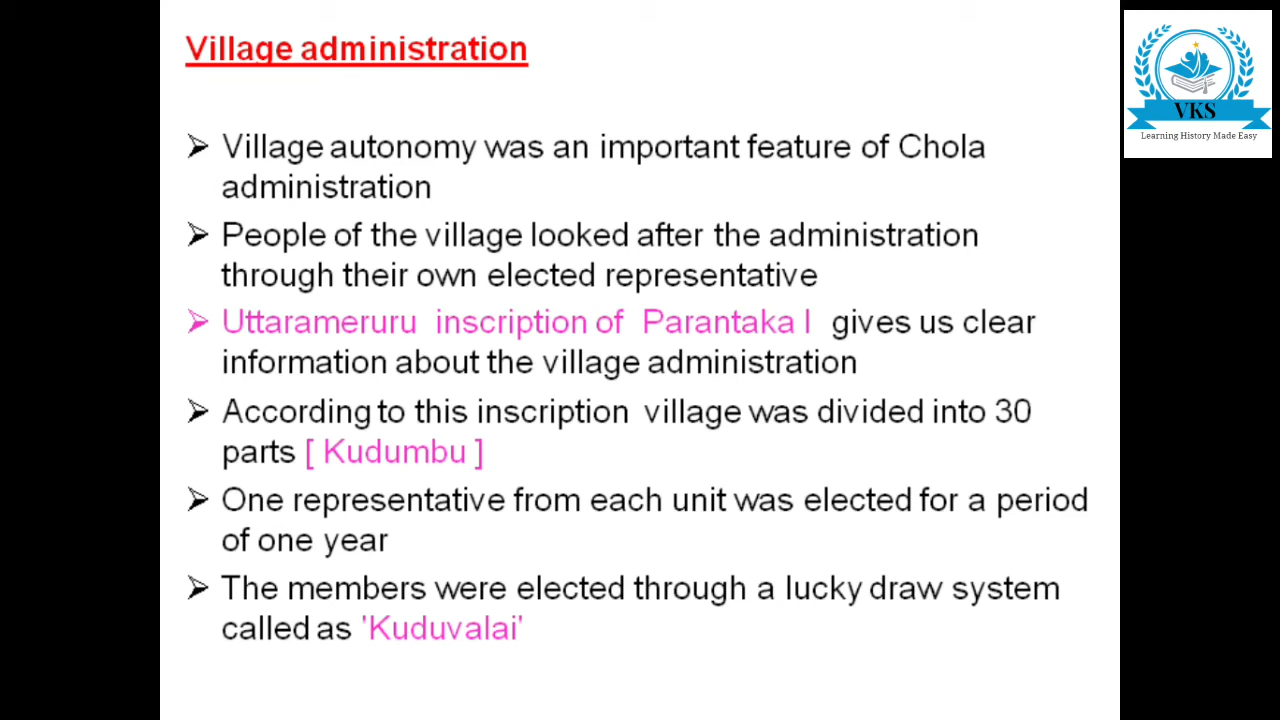 Village administration
VKS
Learning History Made Easy
➢ Village autonomy was an important feature of Chola
administration
➢ People of the village looked after the administration
through their own elected representative
➢ Uttarameruru inscription of Parantaka I gives us clear
information about the village administration
➢ According to this inscription village was divided into 30
parts [ Kudumbu ]
➢ One representative from each unit was elected for a period
of one year
➢ The members were elected through a lucky draw system
called as 'Kuduvalai'